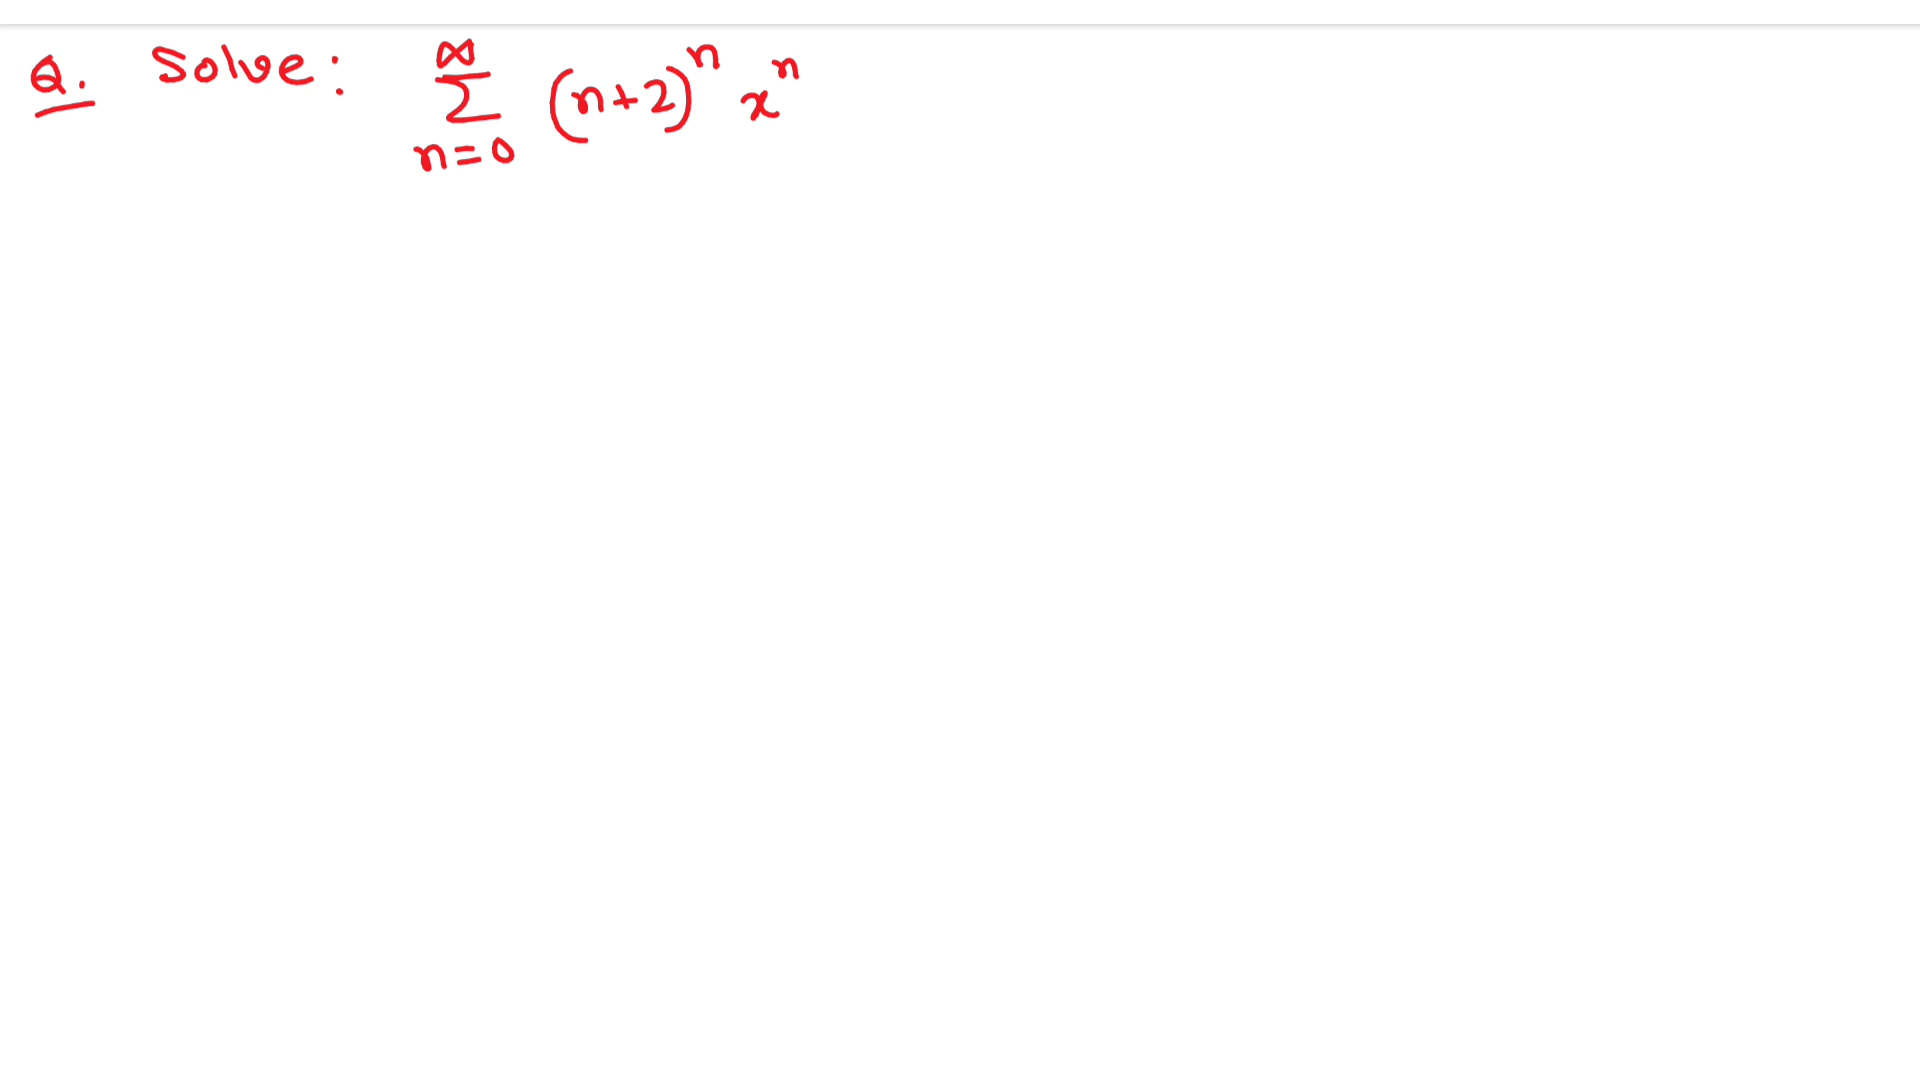 Q. Solve: ∞∑n=0 (n+2)^n x^n